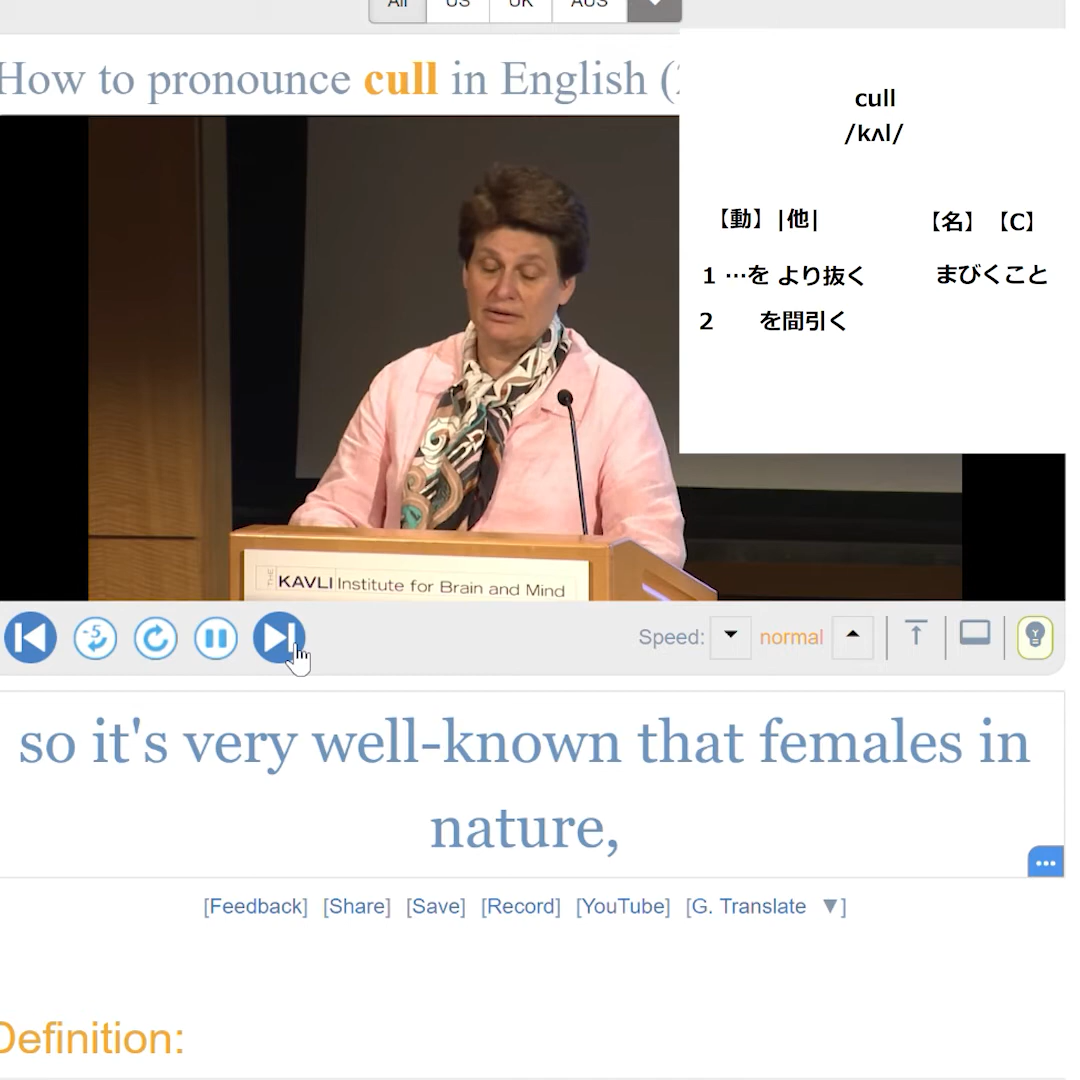 All US UK AUS
How to pronounce cull in English (
cull
/kʌl/
【動】|他| 【名】【C】
1 …を より抜く まびくこと
2 を間引く
THE KAVLI Institute for Brain and Mind
-5 Speed: normal
so it's very well-known that females in
nature,
[Feedback] [Share] [Save] [Record] [YouTube] [G. Translate ▼]
Definition: